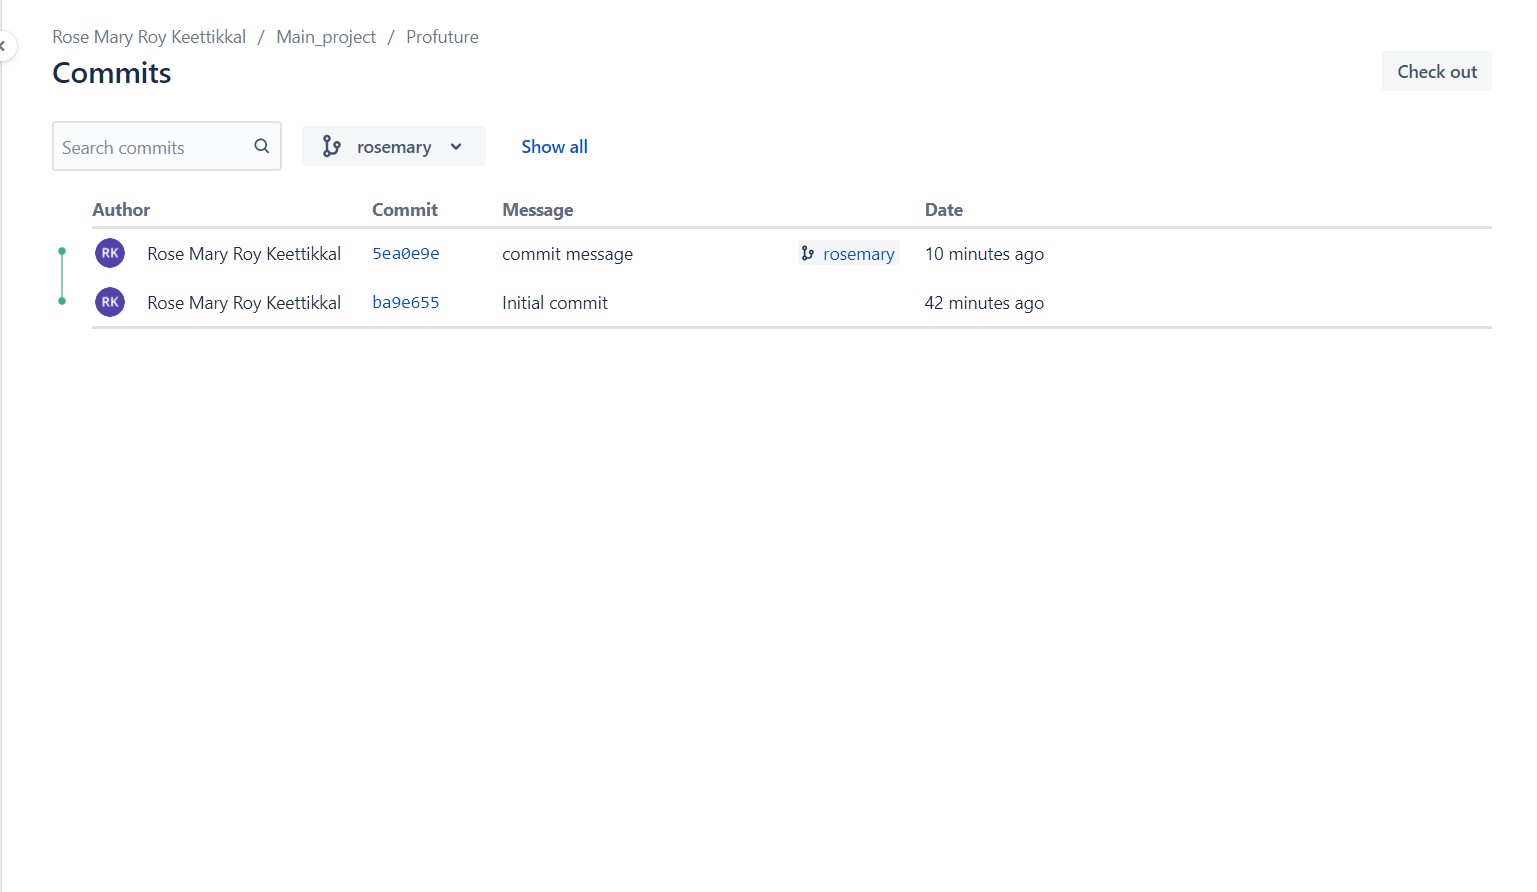 Rose Mary Roy Keettikkal / Main_project / Profuture
Commits
Check out
Search commits
rosemary
Show all
Author Commit Message Date
RK Rose Mary Roy Keettikkal 5ea0e9e commit message rosemary 10 minutes ago
RK Rose Mary Roy Keettikkal ba9e655 Initial commit 42 minutes ago